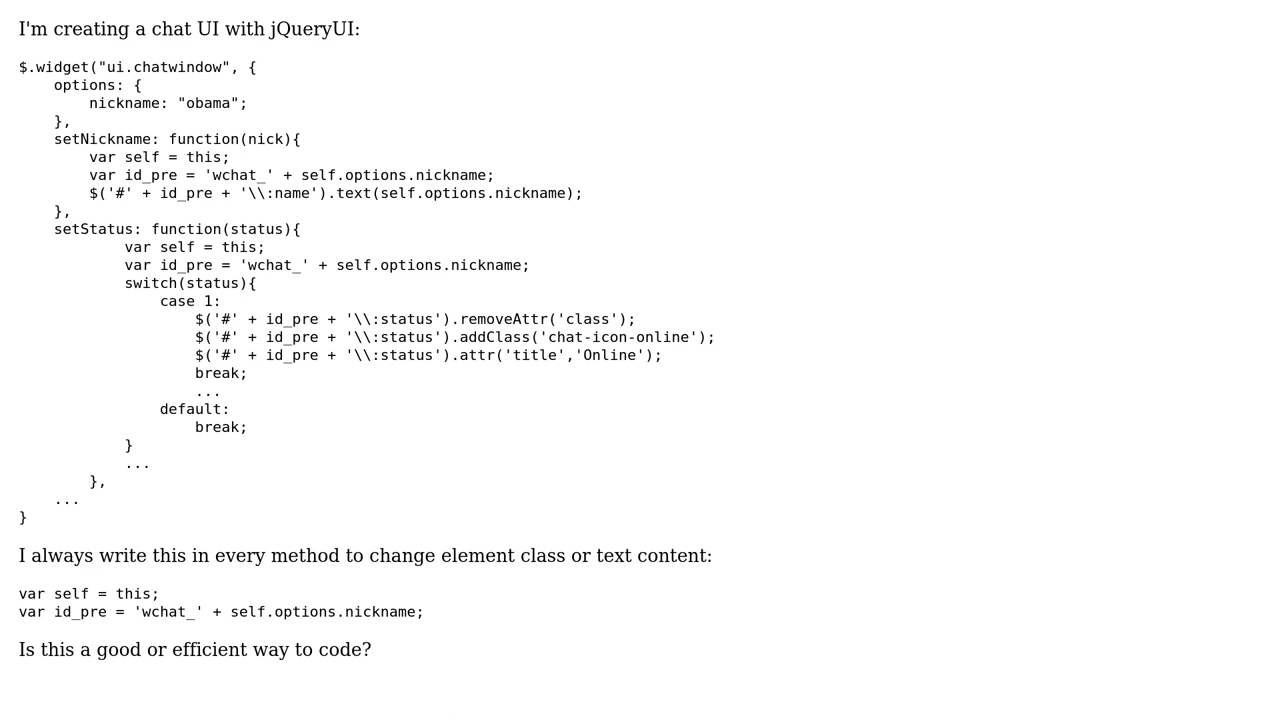 I'm creating a chat UI with jQueryUI:
$.widget("ui.chatwindow", {
    options: {
        nickname: "obama";
    },
    setNickname: function(nick){
        var self = this;
        var id_pre = 'wchat_' + self.options.nickname;
        $('#' + id_pre + '\\:name').text(self.options.nickname);
    },
    setStatus: function(status){
            var self = this;
            var id_pre = 'wchat_' + self.options.nickname;
            switch(status){
                case 1:
                    $('#' + id_pre + '\\:status').removeAttr('class');
                    $('#' + id_pre + '\\:status').addClass('chat-icon-online');
                    $('#' + id_pre + '\\:status').attr('title','Online');
                    break;
                    ...
                default:
                    break;
            }
            ...
        },
    ...
}
I always write this in every method to change element class or text content:
var self = this;
var id_pre = 'wchat_' + self.options.nickname;
Is this a good or efficient way to code?